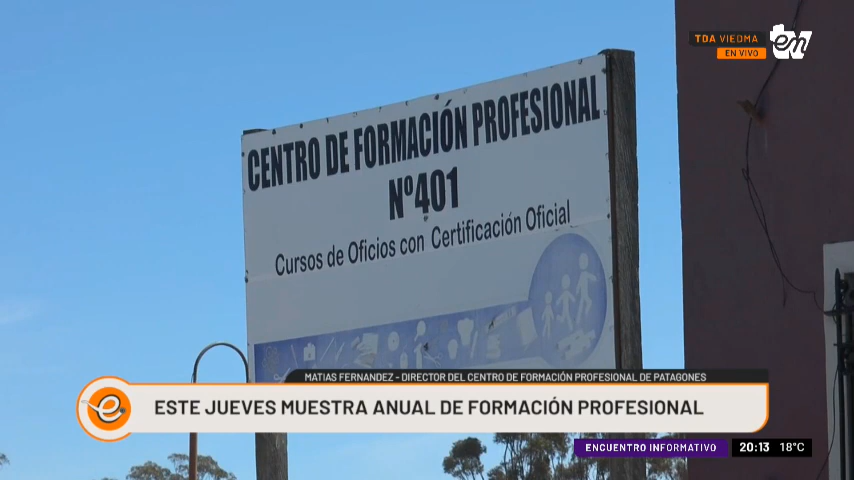 TDA VIEDMA
EN VIVO
en
CENTRO DE FORMACIÓN PROFESIONAL
Nº401
Cursos de Oficios con Certificación Oficial
MATIAS FERNANDEZ - DIRECTOR DEL CENTRO DE FORMACIÓN PROFESIONAL DE PATAGONES
e
ESTE JUEVES MUESTRA ANUAL DE FORMACIÓN PROFESIONAL
ENCUENTRO INFORMATIVO
20:13 18°C